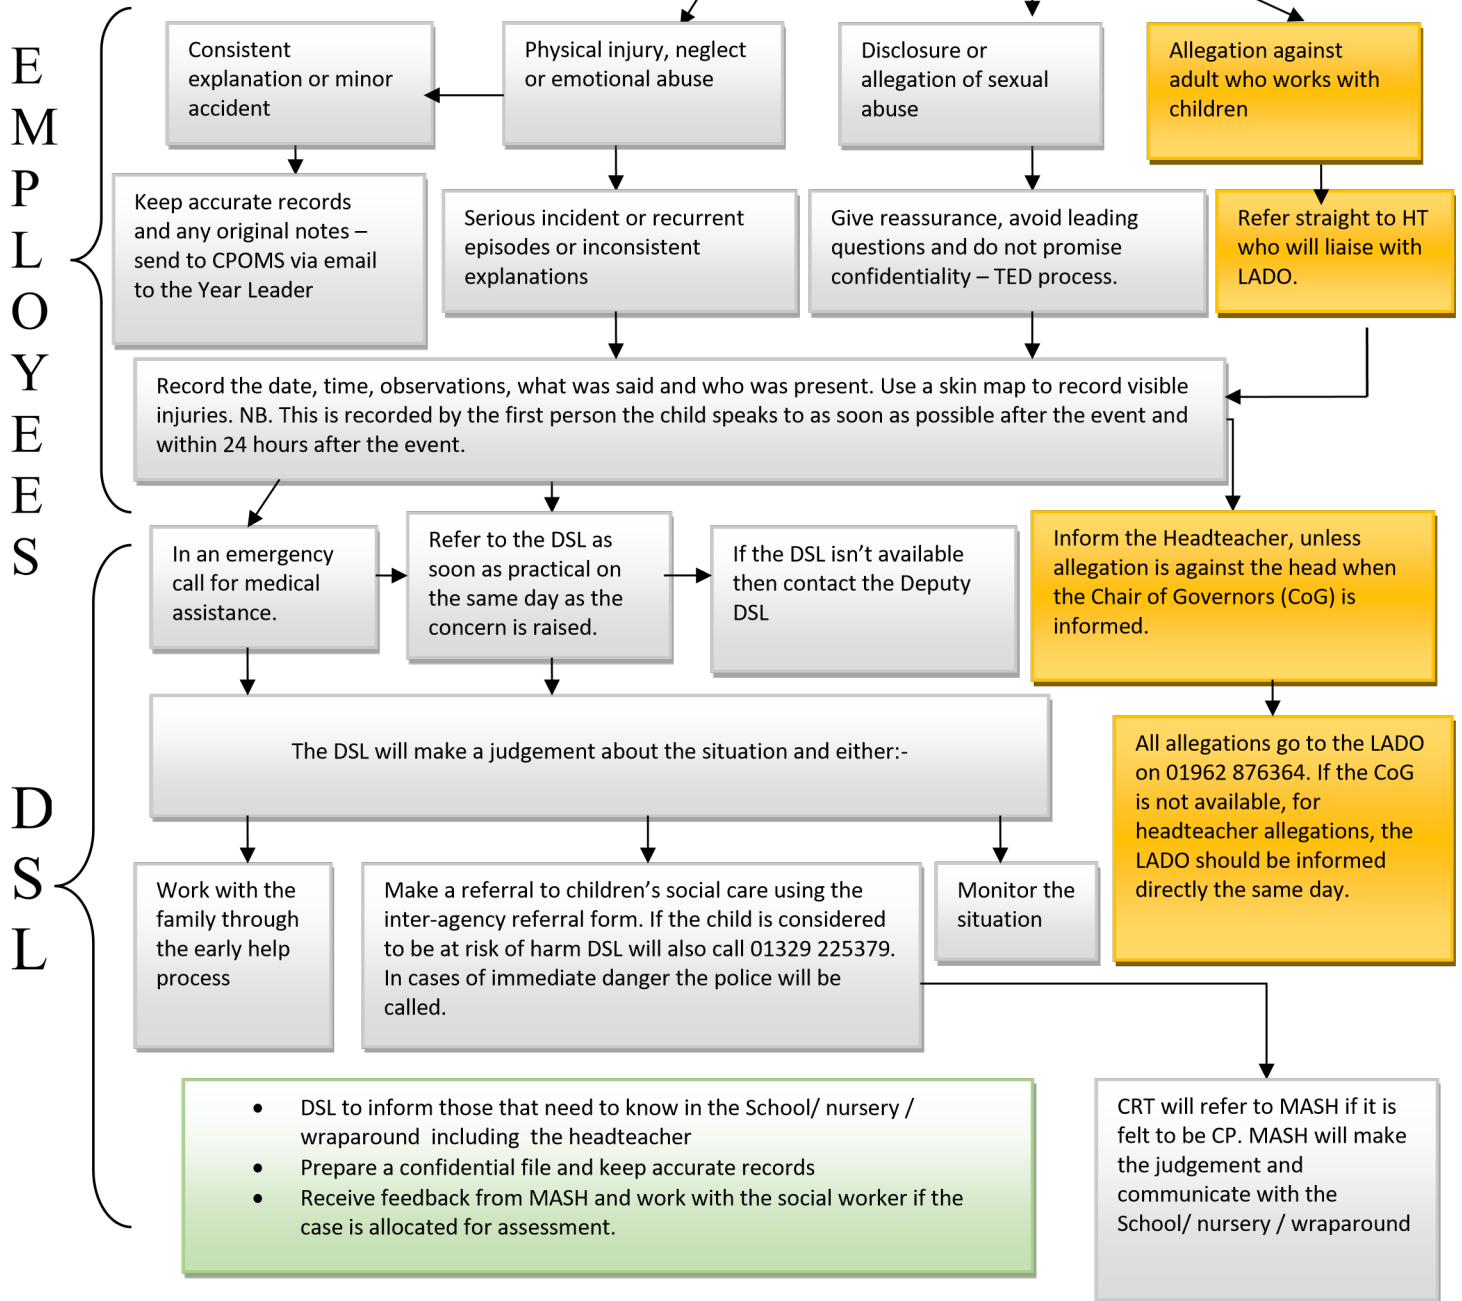 EMPLOYEES
Consistent
explanation or minor
accident
Physical injury, neglect
or emotional abuse
Disclosure or
allegation of sexual
abuse
Allegation against
adult who works with
children
Keep accurate records
and any original notes –
send to CPOMS via email
to the Year Leader
Serious incident or recurrent
episodes or inconsistent
explanations
Give reassurance, avoid leading
questions and do not promise
confidentiality – TED process.
Refer straight to HT
who will liaise with
LADO.
Record the date, time, observations, what was said and who was present. Use a skin map to record visible
injuries. NB. This is recorded by the first person the child speaks to as soon as possible after the event and
within 24 hours after the event.
DSL
In an emergency
call for medical
assistance.
Refer to the DSL as
soon as practical on
the same day as the
concern is raised.
If the DSL isn’t available
then contact the Deputy
DSL
Inform the Headteacher, unless
allegation is against the head when
the Chair of Governors (CoG) is
informed.
The DSL will make a judgement about the situation and either:-
All allegations go to the LADO
on 01962 876364. If the CoG
is not available, for
headteacher allegations, the
LADO should be informed
directly the same day.
Work with the
family through
the early help
process
Make a referral to children’s social care using the
inter-agency referral form. If the child is considered
to be at risk of harm DSL will also call 01329 225379.
In cases of immediate danger the police will be
called.
Monitor the
situation
• DSL to inform those that need to know in the School/ nursery /
wraparound including the headteacher
• Prepare a confidential file and keep accurate records
• Receive feedback from MASH and work with the social worker if the
case is allocated for assessment.
CRT will refer to MASH if it is
felt to be CP. MASH will make
the judgement and
communicate with the
School/ nursery / wraparound